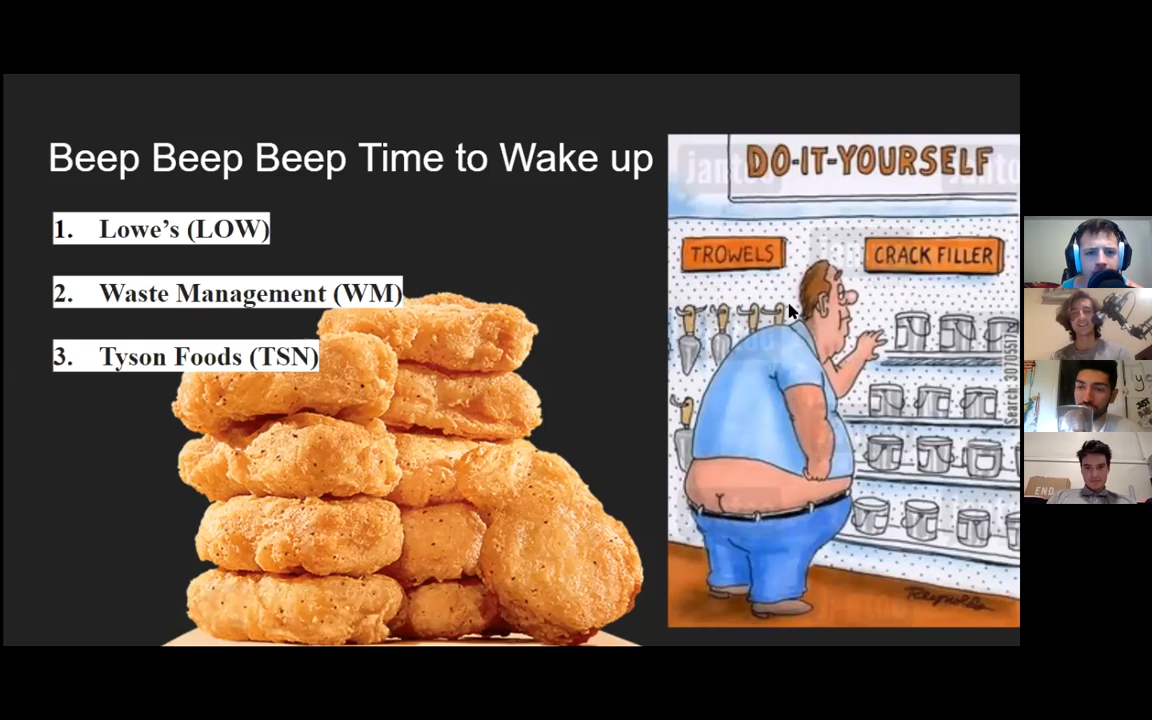 Beep Beep Beep Time to Wake up
1. Lowe’s (LOW)
2. Waste Management (WM)
3. Tyson Foods (TSN)
DO-IT-YOURSELF
TROWELS
CRACK FILLER
END